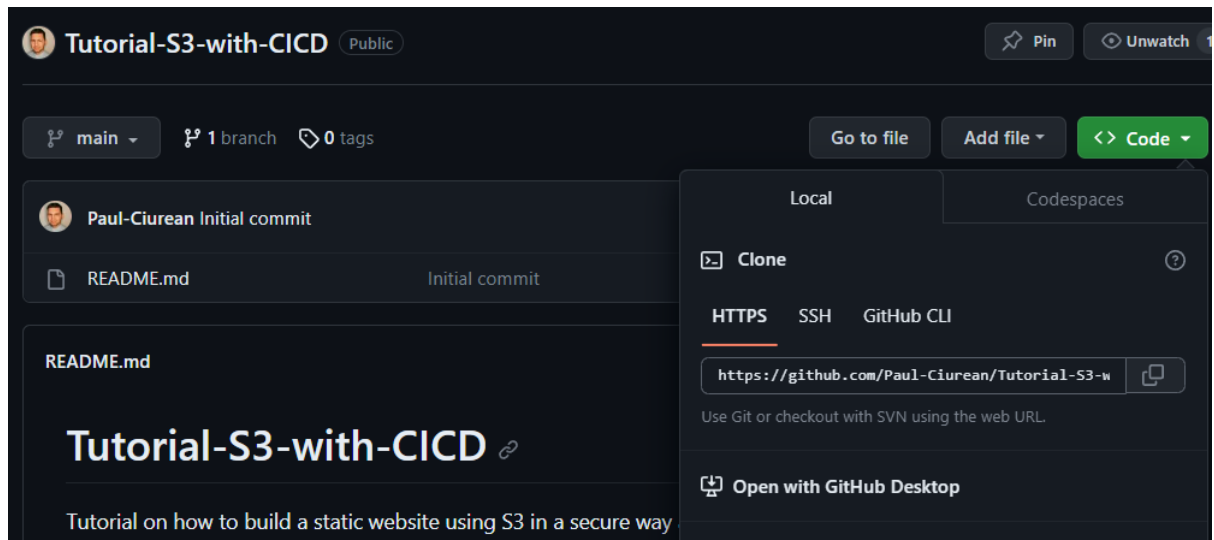 Tutorial-S3-with-CICD Public Pin Unwatch 1
main 1 branch 0 tags Go to file Add file <> Code
Local Codespaces
Paul-Ciurean Initial commit
Clone
README.md Initial commit
HTTPS SSH GitHub CLI
README.md
https://github.com/Paul-Ciurean/Tutorial-S3-w
Use Git or checkout with SVN using the web URL.
Tutorial-S3-with-CICD
Open with GitHub Desktop
Tutorial on how to build a static website using S3 in a secure way